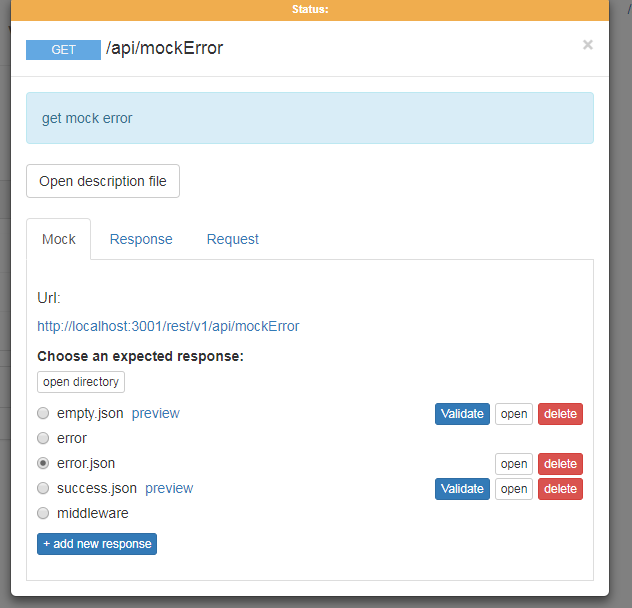 Status:
GET /api/mockError ×
get mock error
Open description file
Mock Response Request
Url:
http://localhost:3001/rest/v1/api/mockError
Choose an expected response:
open directory
empty.json preview Validate open delete
error
error.json open delete
success.json preview Validate open delete
middleware
+ add new response